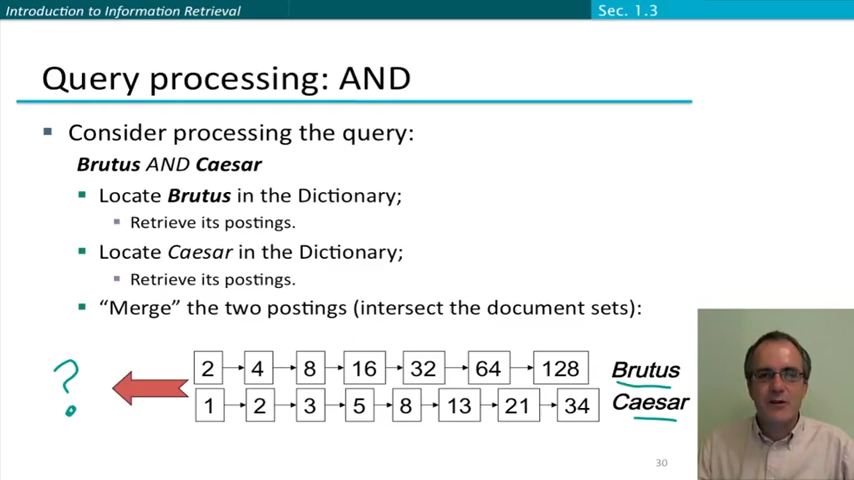 Introduction to Information Retrieval
Sec. 1.3
Query processing: AND
Consider processing the query:
Brutus AND Caesar
Locate Brutus in the Dictionary;
Retrieve its postings.
Locate Caesar in the Dictionary;
Retrieve its postings.
“Merge” the two postings (intersect the document sets):
? 2 4 8 16 32 64 128 Brutus
1 2 3 5 8 13 21 34 Caesar
30